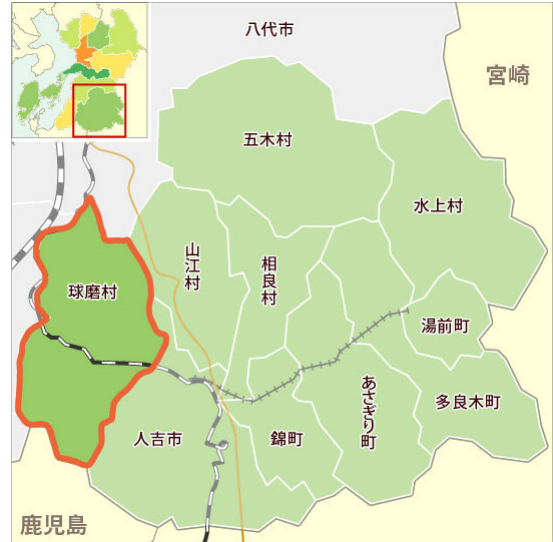 八代市
宮崎
五木村
水上村
山江村
相良村
球磨村
湯前町
あさぎり町
多良木町
人吉市
錦町
鹿児島